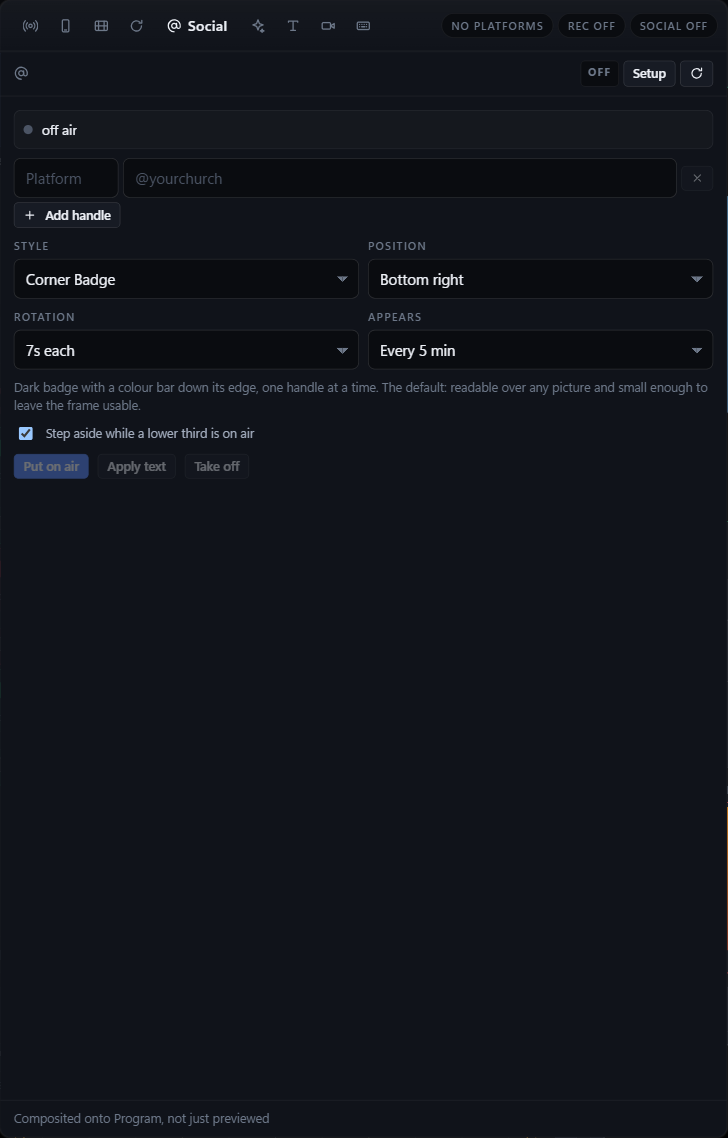 @ Social
NO PLATFORMS
REC OFF
SOCIAL OFF
@
OFF
Setup
off air
Platform
@yourchurch
+ Add handle
STYLE
POSITION
Corner Badge
Bottom right
ROTATION
APPEARS
7s each
Every 5 min
Dark badge with a colour bar down its edge, one handle at a time. The default: readable over any picture and small enough to
leave the frame usable.
Step aside while a lower third is on air
Put on air
Apply text
Take off
Composited onto Program, not just previewed